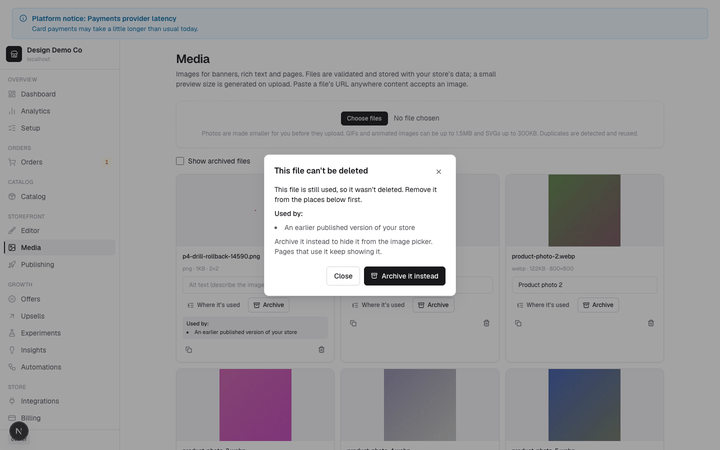 Platform notice: Payments provider latency
Card payments may take a little longer than usual today.
Design Demo Co
localhost
OVERVIEW
Dashboard
Analytics
Setup
ORDERS
Orders
1
CATALOG
Catalog
STOREFRONT
Editor
Media
Publishing
GROWTH
Offers
Upsells
Experiments
Insights
Automations
STORE
Integrations
Billing
N
Media
Images for banners, rich text and pages. Files are validated and stored with your store's data; a small
preview size is generated on upload. Paste a file's URL anywhere content accepts an image.
Choose files
No file chosen
Photos are made smaller for you before they upload. GIFs and animated images can be up to 1.5MB and SVGs up to 300KB. Duplicates are detected and reused.
Show archived files
This file can't be deleted
This file is still used, so it wasn't deleted. Remove it
from the places below first.
Used by:
An earlier published version of your store
Archive it instead to hide it from the image picker.
Pages that use it keep showing it.
Close
Archive it instead
p4-drill-rollback-14590.png
png · 1KB · 2×2
Alt text (describe the image
Where it's used
Archive
Used by:
An earlier published version of your store
Where it's used
Archive
product-photo-2.webp
webp · 133KB · 800×800
Product photo 2
Where it's used
Archive